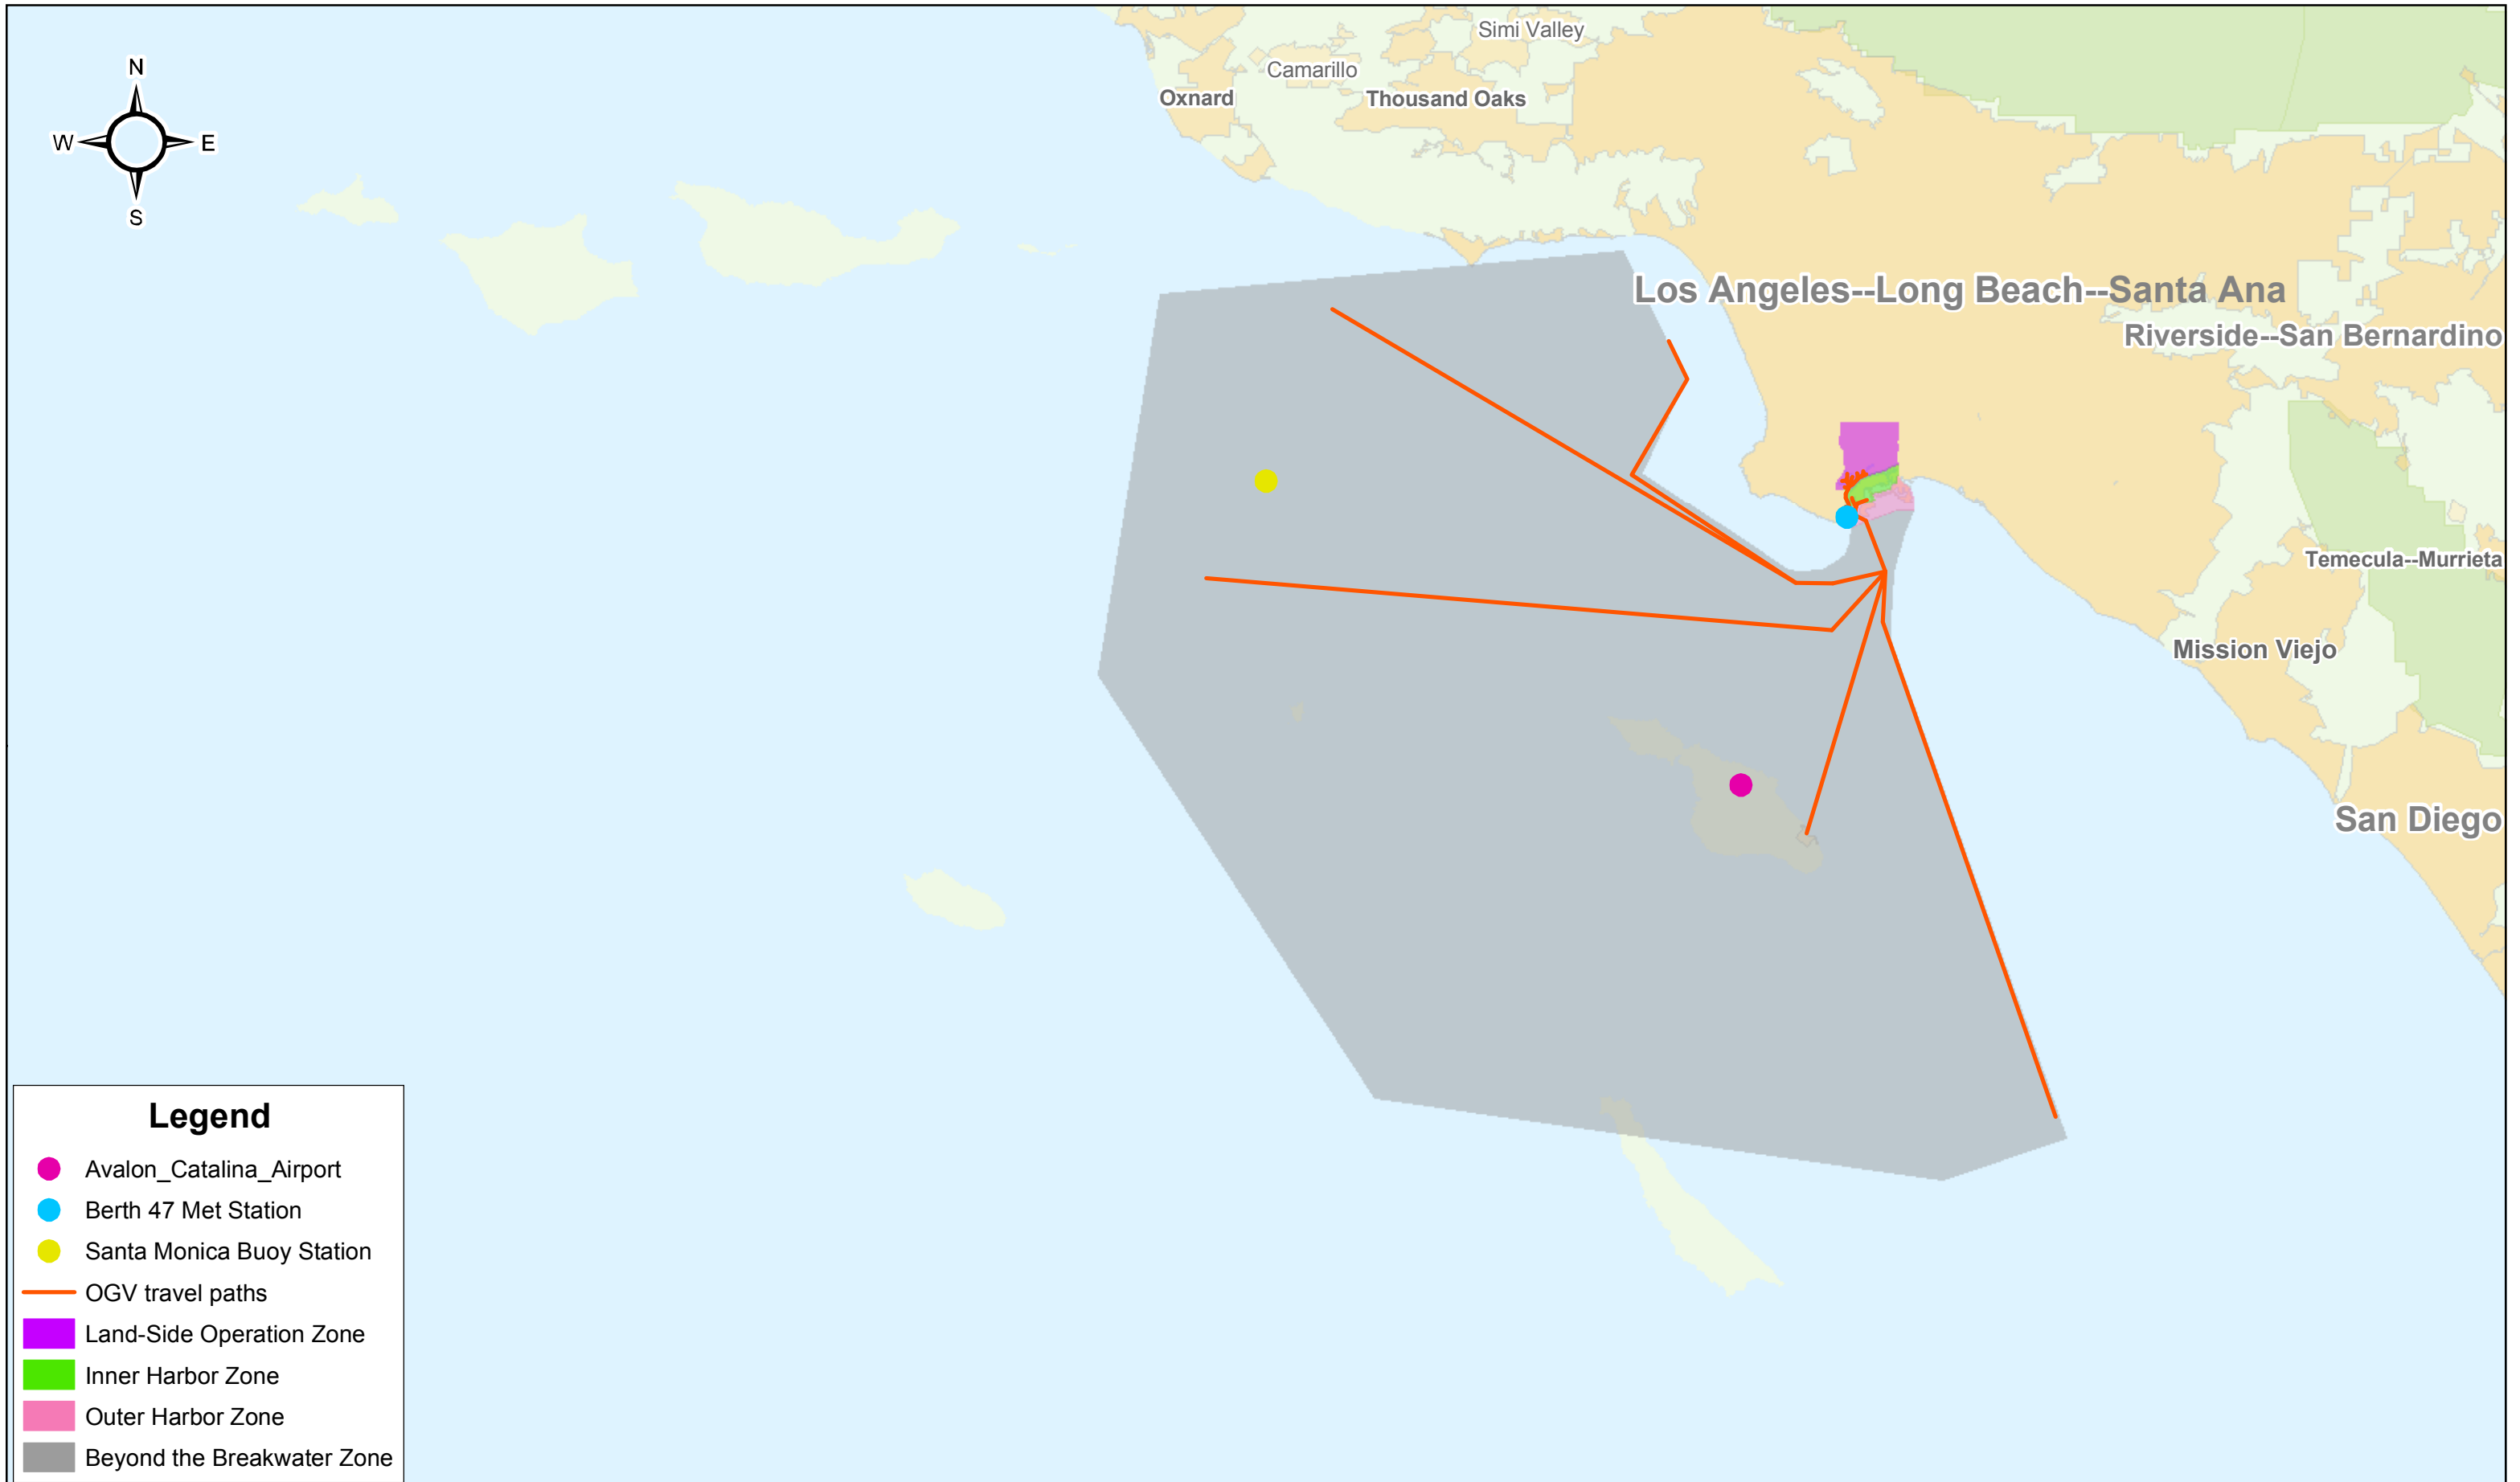 Simi Valley
Camarillo
Oxnard
Thousand Oaks
N
W
E
S
Los Angeles--Long Beach--Santa Ana
Riverside--San Bernardino
Temecula--Murrieta
Mission Viejo
San Diego
Legend
Avalon_Catalina_Airport
Berth 47 Met Station
Santa Monica Buoy Station
OGV travel paths
Land-Side Operation Zone
Inner Harbor Zone
Outer Harbor Zone
Beyond the Breakwater Zone